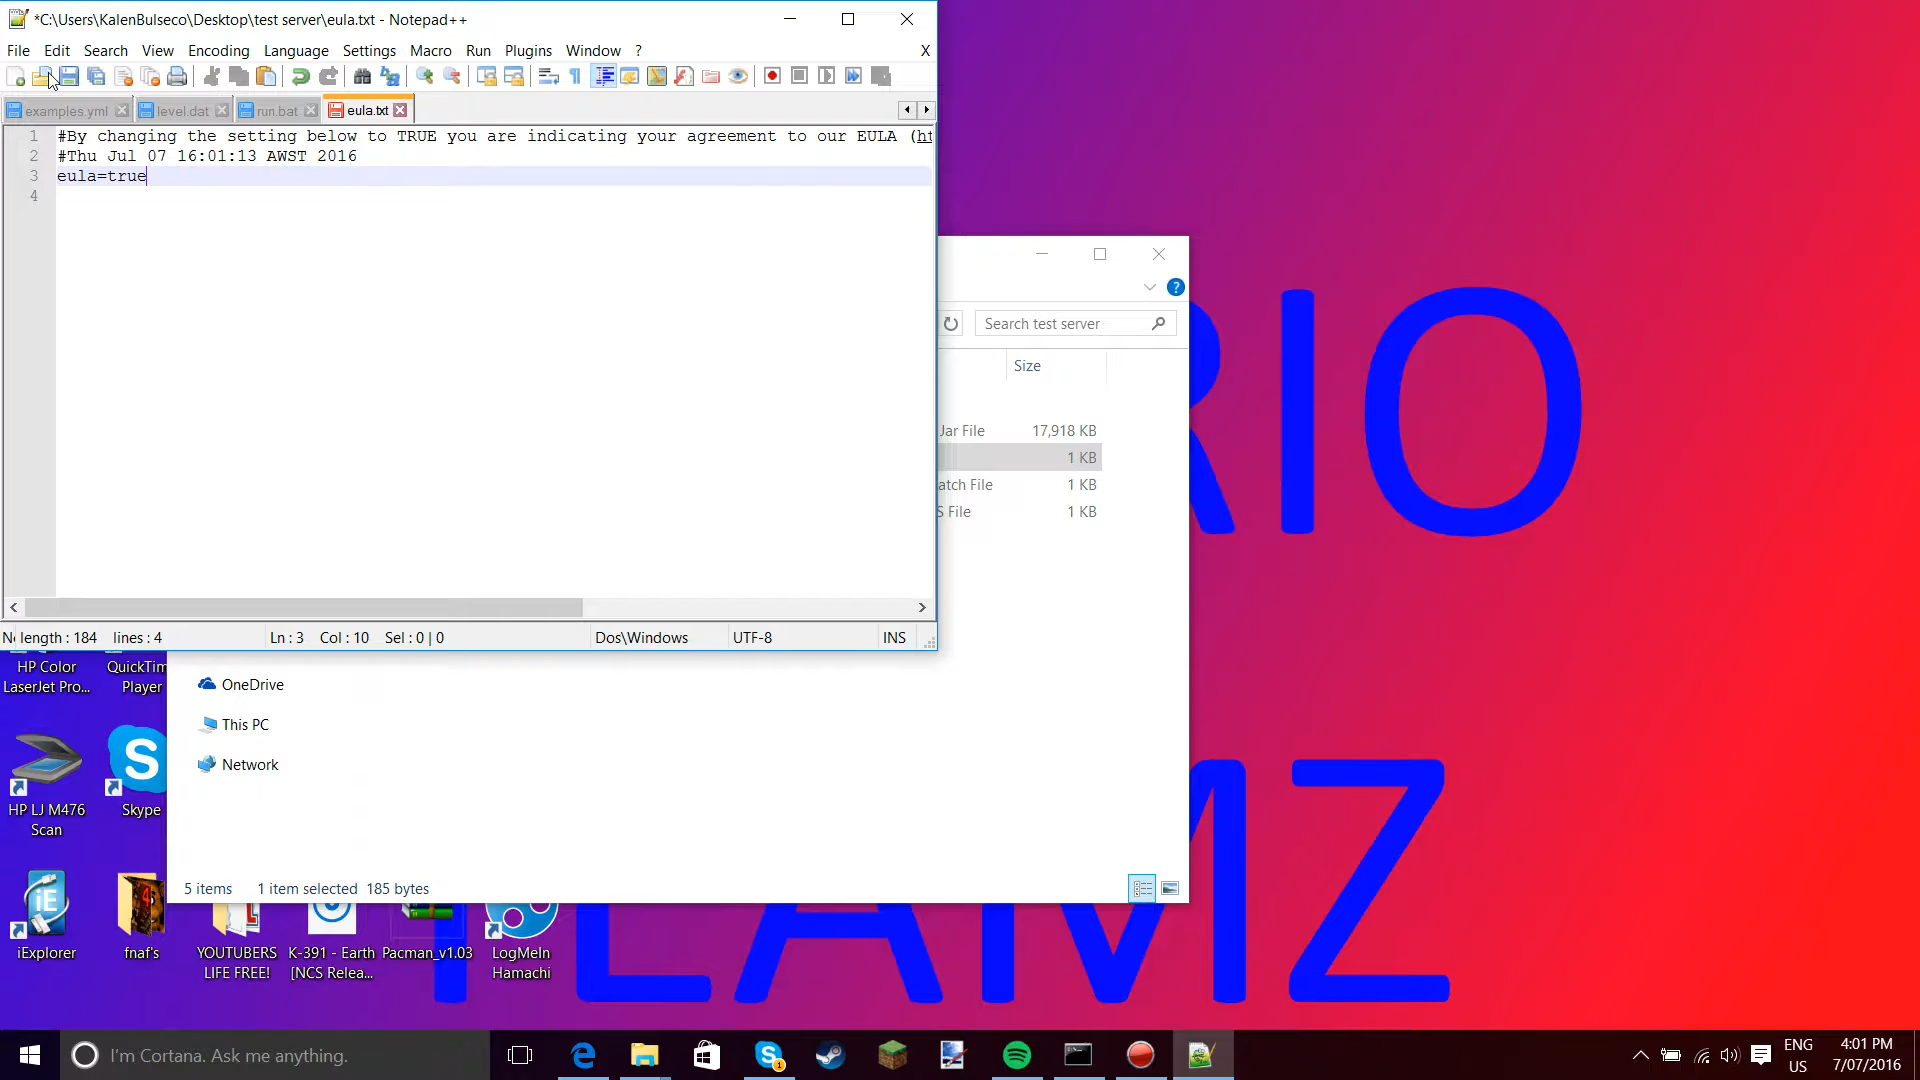 *C:\Users\KalenBulseco\Desktop\test server\eula.txt - Notepad++
File Edit Search View Encoding Language Settings Macro Run Plugins Window ? X
examples.yml level.dat run.bat eula.txt
1 #By changing the setting below to TRUE you are indicating your agreement to our EULA (ht
2 #Thu Jul 07 16:01:13 AWST 2016
3 eula=true
4
length : 184 lines : 4 Ln : 3 Col : 10 Sel : 0 | 0 Dos\Windows UTF-8 INS
Search test server
Size
Jar File 17,918 KB
1 KB
atch File 1 KB
S File 1 KB
OneDrive
This PC
Network
5 items 1 item selected 185 bytes
HP Color
LaserJet Pro...
QuickTim
Player
HP LJ M476
Scan
Skype
iExplorer
fnaf's
YOUTUBERS
LIFE FREE!
K-391 - Earth
[NCS Relea...
Pacman_v1.03
LogMeIn
Hamachi
RIO
LAMZ
I'm Cortana. Ask me anything.
ENG
US
4:01 PM
7/07/2016